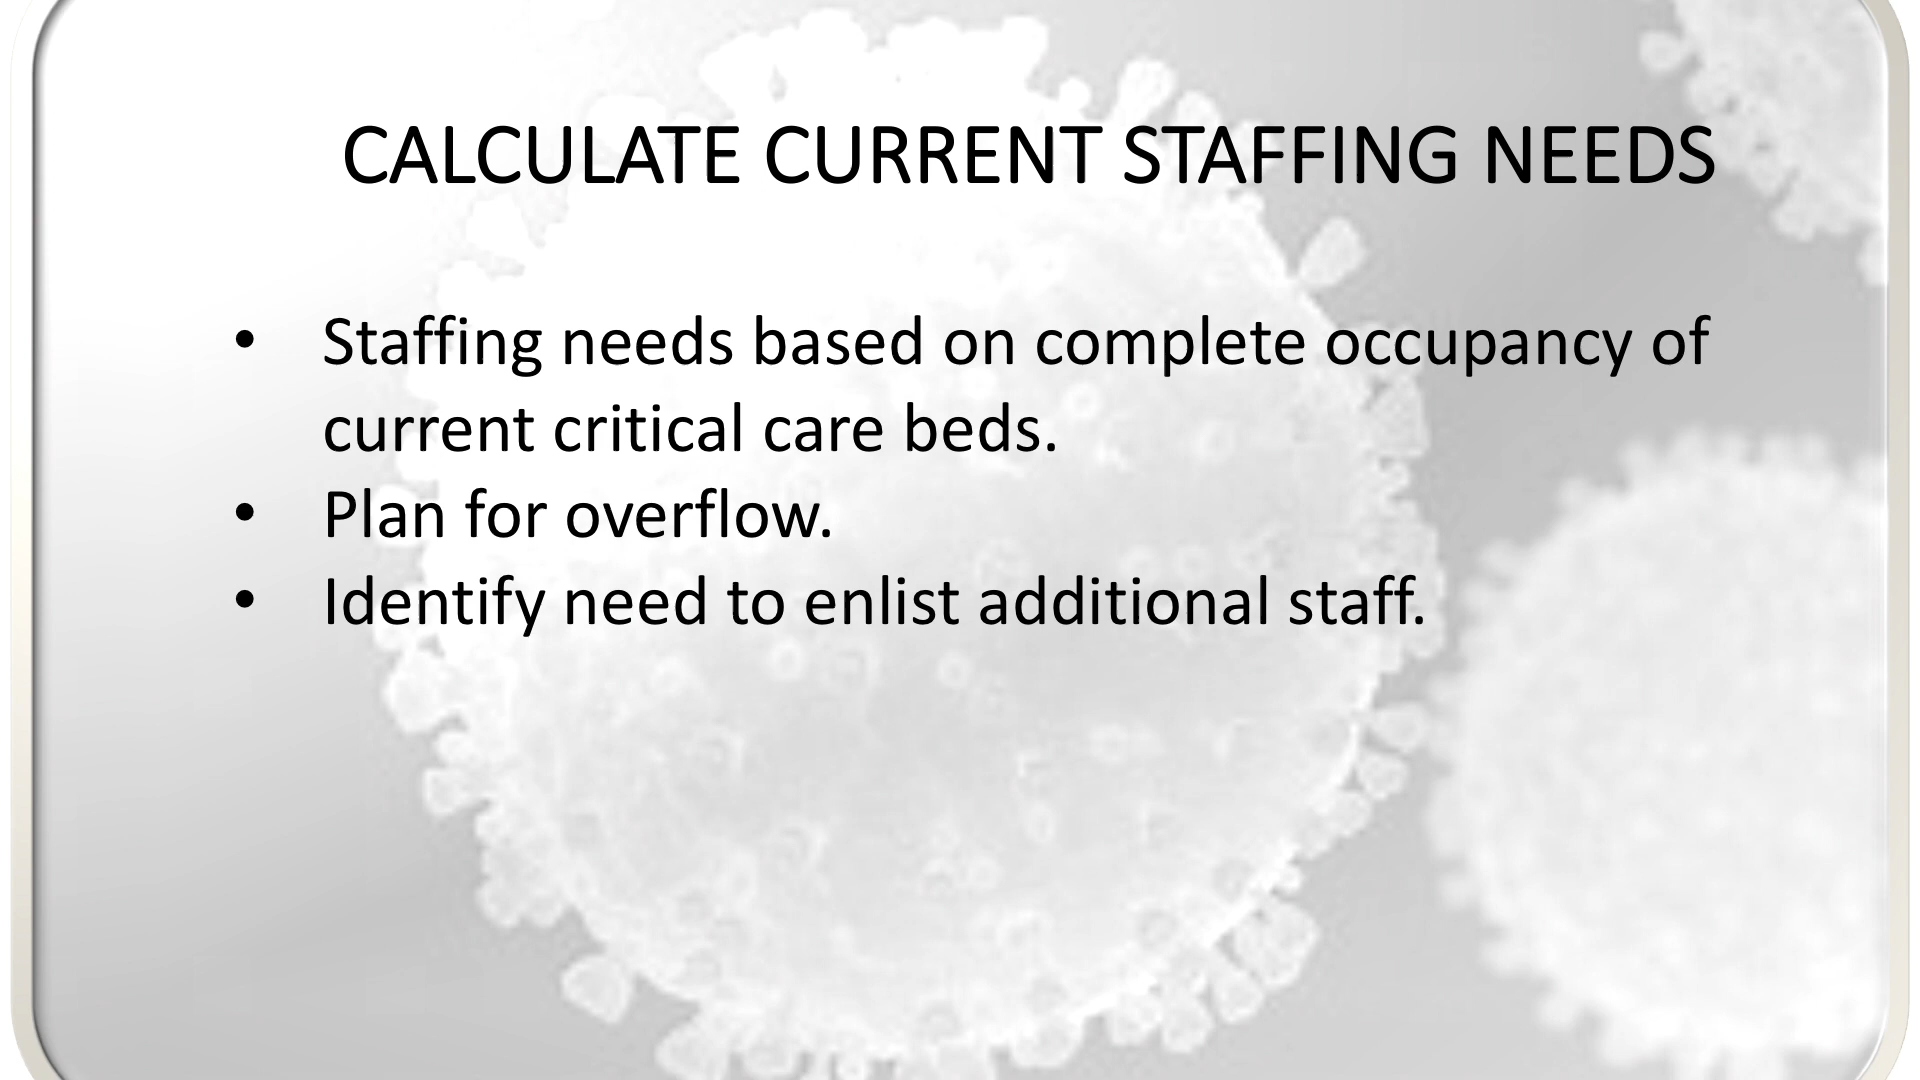 CALCULATE CURRENT STAFFING NEEDS
• Staffing needs based on complete occupancy of
current critical care beds.
• Plan for overflow.
• Identify need to enlist additional staff.